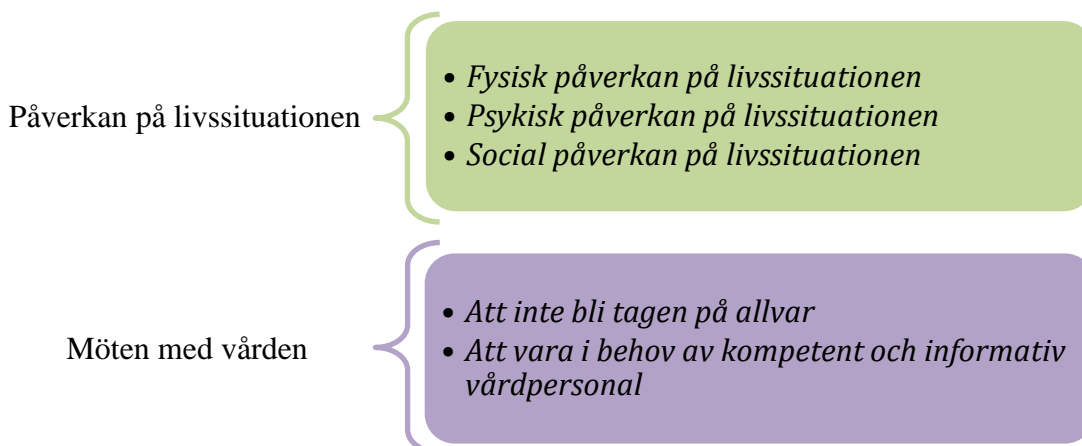 Påverkan på livssituationen
• Fysisk påverkan på livssituationen
• Psykisk påverkan på livssituationen
• Social påverkan på livssituationen
Möten med vården
• Att inte bli tagen på allvar
• Att vara i behov av kompetent och informativ
vårdpersonal